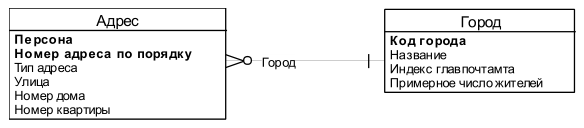 Адрес
Персона
Номер адреса по порядку
Тип адреса
Улица
Номер дома
Номер квартиры
Город
Город
Код города
Название
Индекс главпочтамта
Примерное число жителей